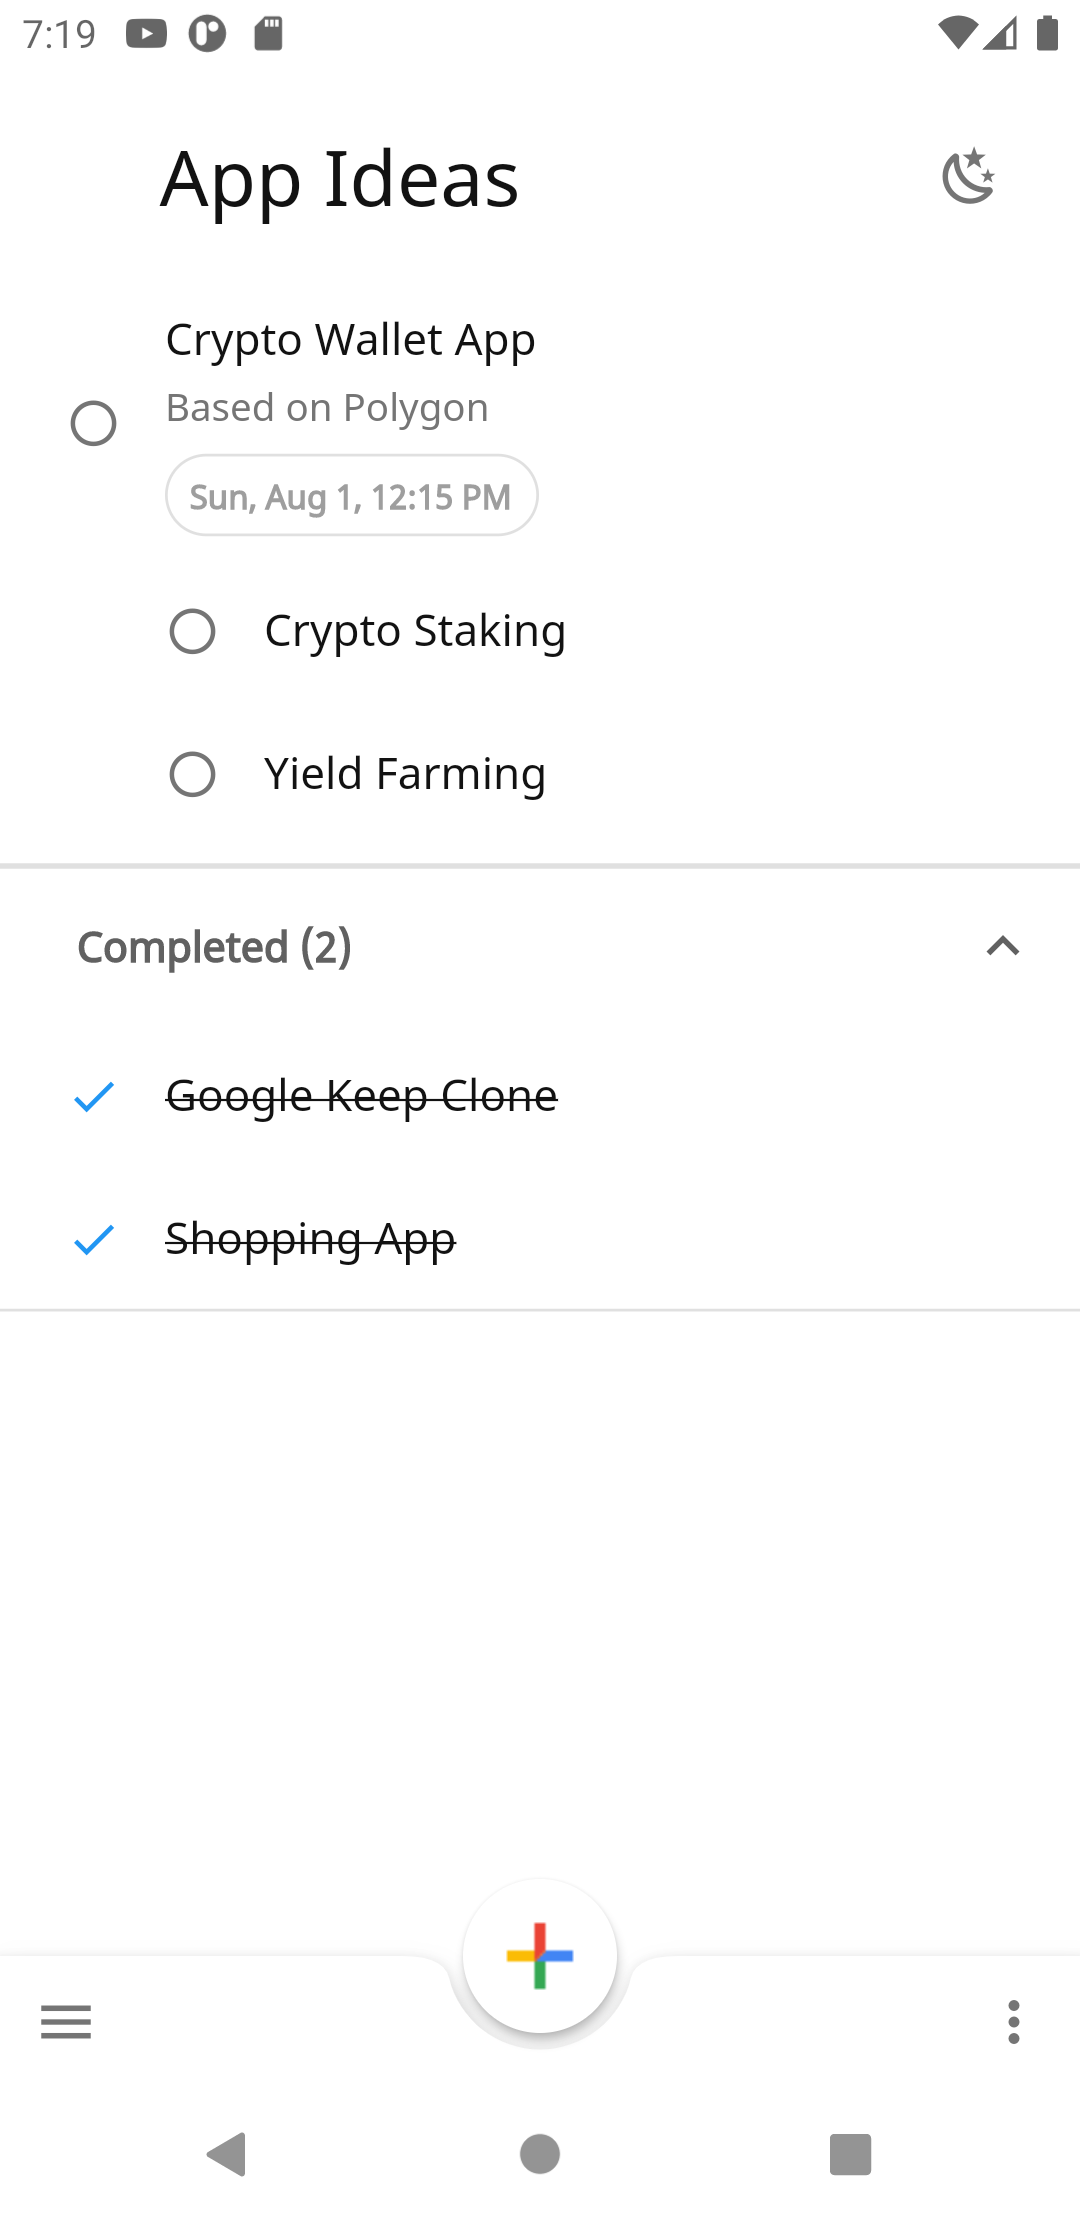 7:19
App Ideas
Crypto Wallet App
Based on Polygon
Sun, Aug 1, 12:15 PM
Crypto Staking
Yield Farming
Completed (2)
Google Keep Clone
Shopping App